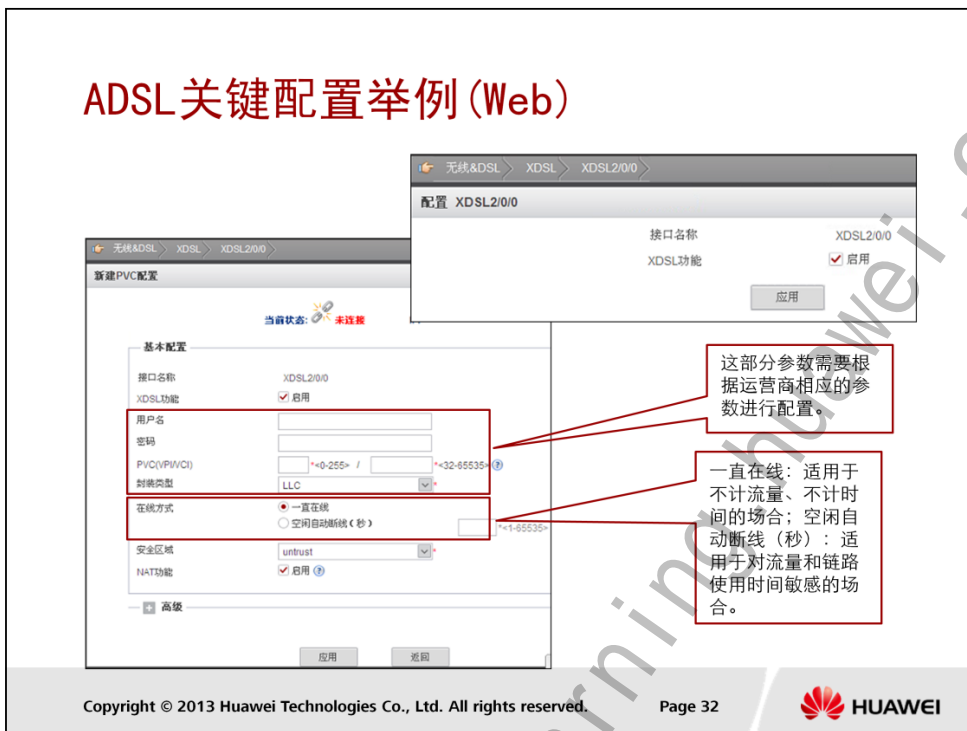 ADSL关键配置举例(Web)
无线&DSL XDSL XDSL2/0/0
配置 XDSL2/0/0
接口名称 XDSL2/0/0
XDSL功能 启用
应用
无线&DSL XDSL XDSL2/0/0
新建PVC配置
当前状态: 未连接
基本配置
接口名称 XDSL2/0/0
XDSL功能 启用
用户名
密码
PVC(VPI/VCI) *<0-255> / *<32-65535>
封装类型 LLC *
在线方式 一直在线
空闲自动断线(秒) *<1-65535>
安全区域 untrust *
NAT功能 启用
高级
应用 返回
这部分参数需要根
据运营商相应的参
数进行配置。
一直在线：适用于
不计流量、不计时
间的场合；空闲自
动断线（秒）：适
用于对流量和链路
使用时间敏感的场
合。
rning.huawei.
Copyright © 2013 Huawei Technologies Co., Ltd. All rights reserved. Page 32 HUAWEI